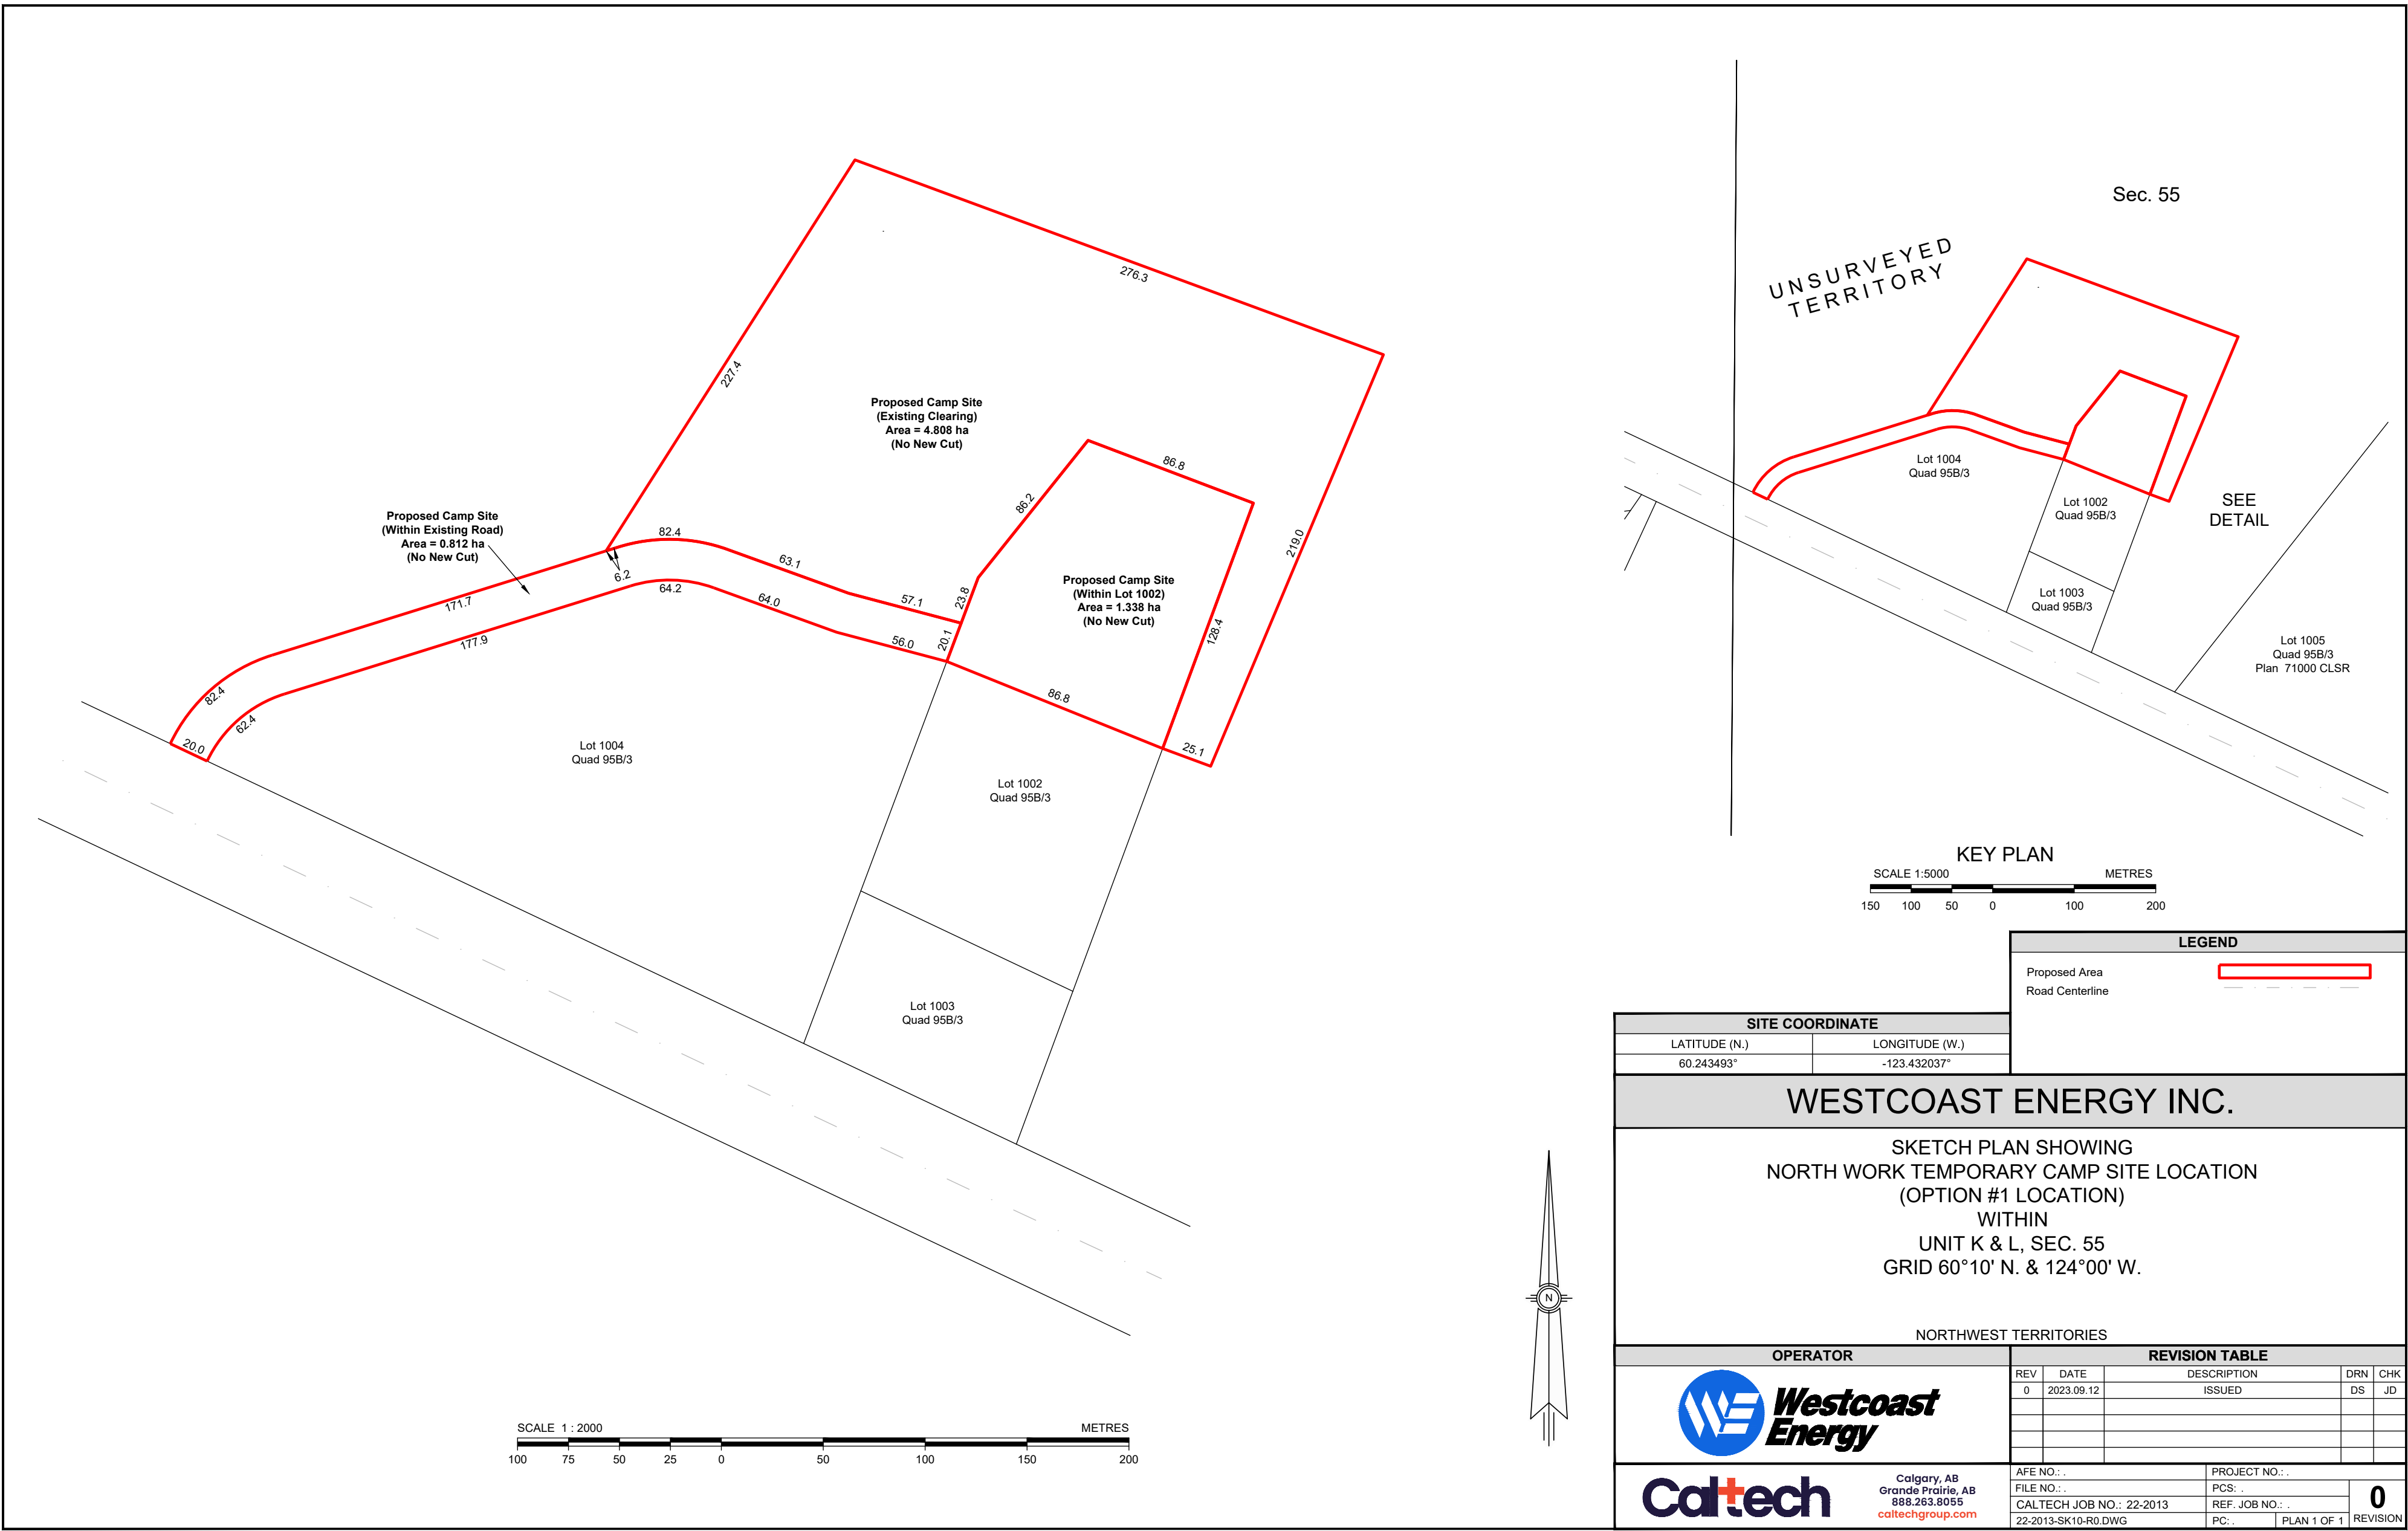 276.3
227.4
Proposed Camp Site
(Existing Clearing)
Area = 4.808 ha
(No New Cut)
86.8
86.2
219.0
Proposed Camp Site
(Within Existing Road)
Area = 0.812 ha
(No New Cut)
82.4
6.2
63.1
64.2
64.0
57.1
23.8
20.1
56.0
171.7
177.9
Proposed Camp Site
(Within Lot 1002)
Area = 1.338 ha
(No New Cut)
128.4
86.8
25.1
82.4
62.4
20.0
Lot 1004
Quad 95B/3
Lot 1002
Quad 95B/3
Lot 1003
Quad 95B/3
SCALE 1 : 2000
METRES
100 75 50 25 0 50 100 150 200
N
Sec. 55
UNSURVEYED
TERRITORY
Lot 1004
Quad 95B/3
Lot 1002
Quad 95B/3
SEE
DETAIL
Lot 1003
Quad 95B/3
Lot 1005
Quad 95B/3
Plan 71000 CLSR
KEY PLAN
SCALE 1:5000
METRES
150 100 50 0 100 200
LEGEND
Proposed Area
Road Centerline
SITE COORDINATE
LATITUDE (N.) LONGITUDE (W.)
60.243493° -123.432037°
WESTCOAST ENERGY INC.
SKETCH PLAN SHOWING
NORTH WORK TEMPORARY CAMP SITE LOCATION
(OPTION #1 LOCATION)
WITHIN
UNIT K & L, SEC. 55
GRID 60°10' N. & 124°00' W.
NORTHWEST TERRITORIES
OPERATOR
Westcoast
Energy
REVISION TABLE
REV DATE DESCRIPTION DRN CHK
0 2023.09.12 ISSUED DS JD
Caltech
Calgary, AB
Grande Prairie, AB
888.263.8055
caltechgroup.com
AFE NO.: . PROJECT NO.: .
FILE NO.: . PCS: .
CALTECH JOB NO.: 22-2013 REF. JOB NO.: .
22-2013-SK10-R0.DWG PC: . PLAN 1 OF 1
0
REVISION